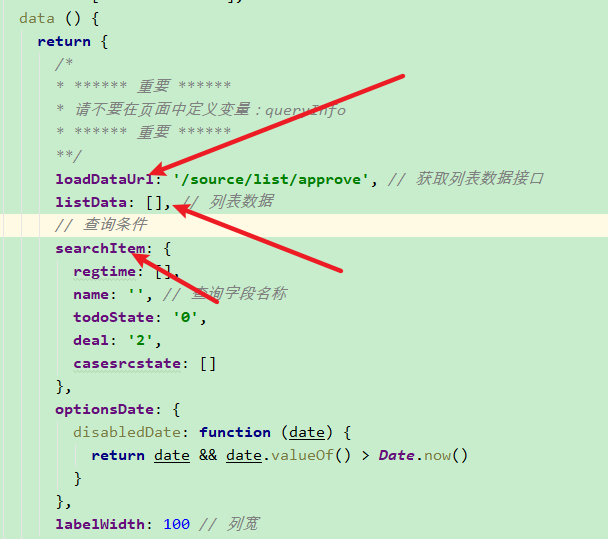 data () {
return {
/*
* ****** 重要 ******
* 请不要在页面中定义变量：queryInfo
* ****** 重要 ******
**/
loadDataUrl: '/source/list/approve', // 获取列表数据接口
listData: [], // 列表数据
// 查询条件
searchItem: {
regtime: [],
name: '', // 查询字段名称
todoState: '0',
deal: '2',
casesrcstate: []
},
optionsDate: {
disabledDate: function (date) {
return date && date.valueOf() > Date.now()
}
},
labelWidth: 100 // 列宽